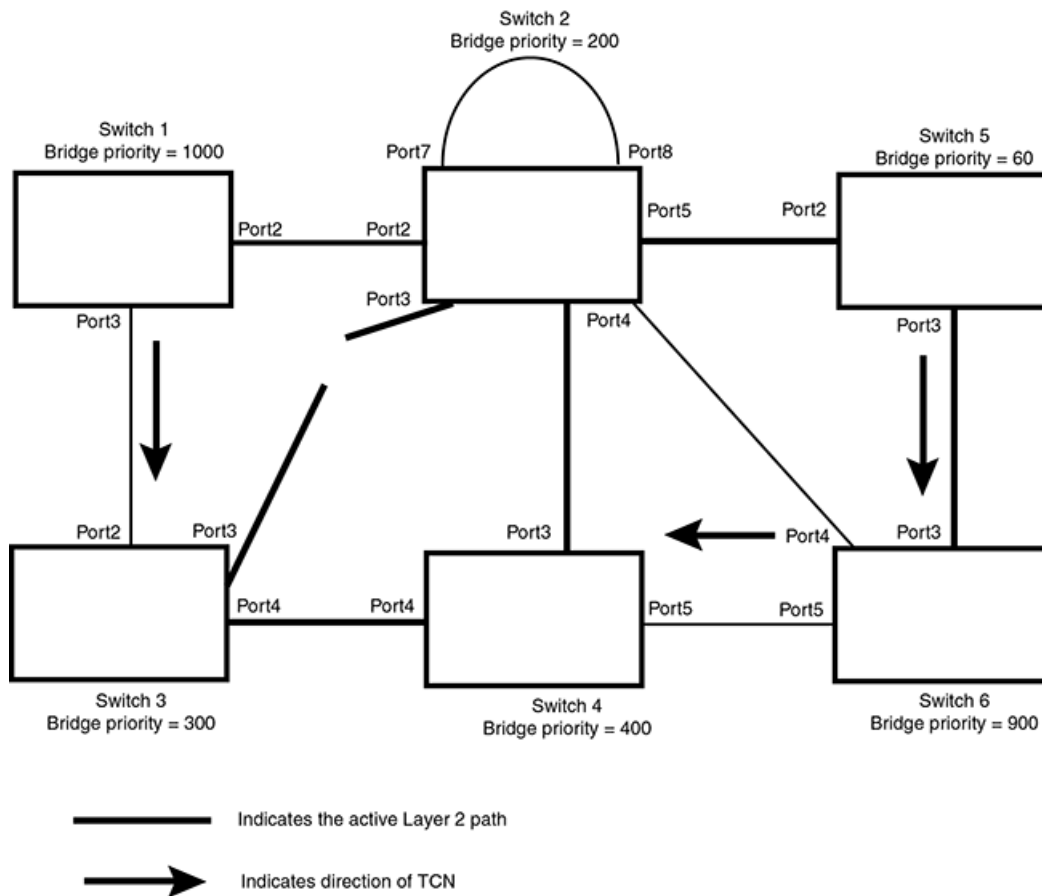 Switch 2
Bridge priority = 200
Switch 1
Bridge priority = 1000
Switch 5
Bridge priority = 60
Port7
Port8
Port2
Port2
Port5
Port2
Port3
Port3
Port4
Port3
Port2
Port3
Port3
Port4
Port3
Port4
Port4
Port5
Port5
Switch 3
Bridge priority = 300
Switch 4
Bridge priority = 400
Switch 6
Bridge priority = 900
Indicates the active Layer 2 path
Indicates direction of TCN